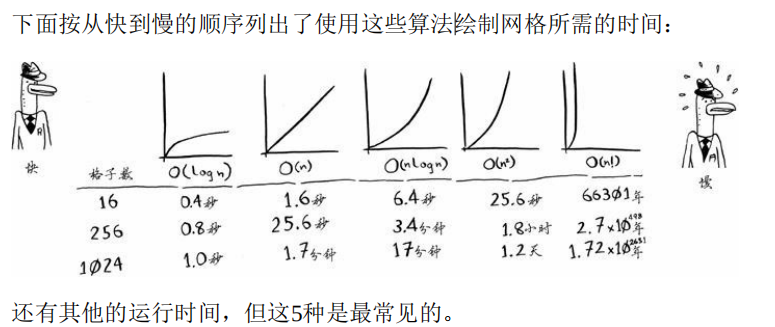 下面按从快到慢的顺序列出了使用这些算法绘制网格所需的时间：
快
慢
格子数 O(logn) O(n) O(nlogn) O(n²) O(n!)
16 0.4秒 1.6秒 6.4秒 25.6秒 66301年
256 0.8秒 25.6秒 3.4分钟 1.8小时 2.7×10⁴⁹⁸年
1024 1.0秒 1.7分钟 17分钟 1.2天 1.72×10²⁶³¹年
还有其他的运行时间，但这5种是最常见的。